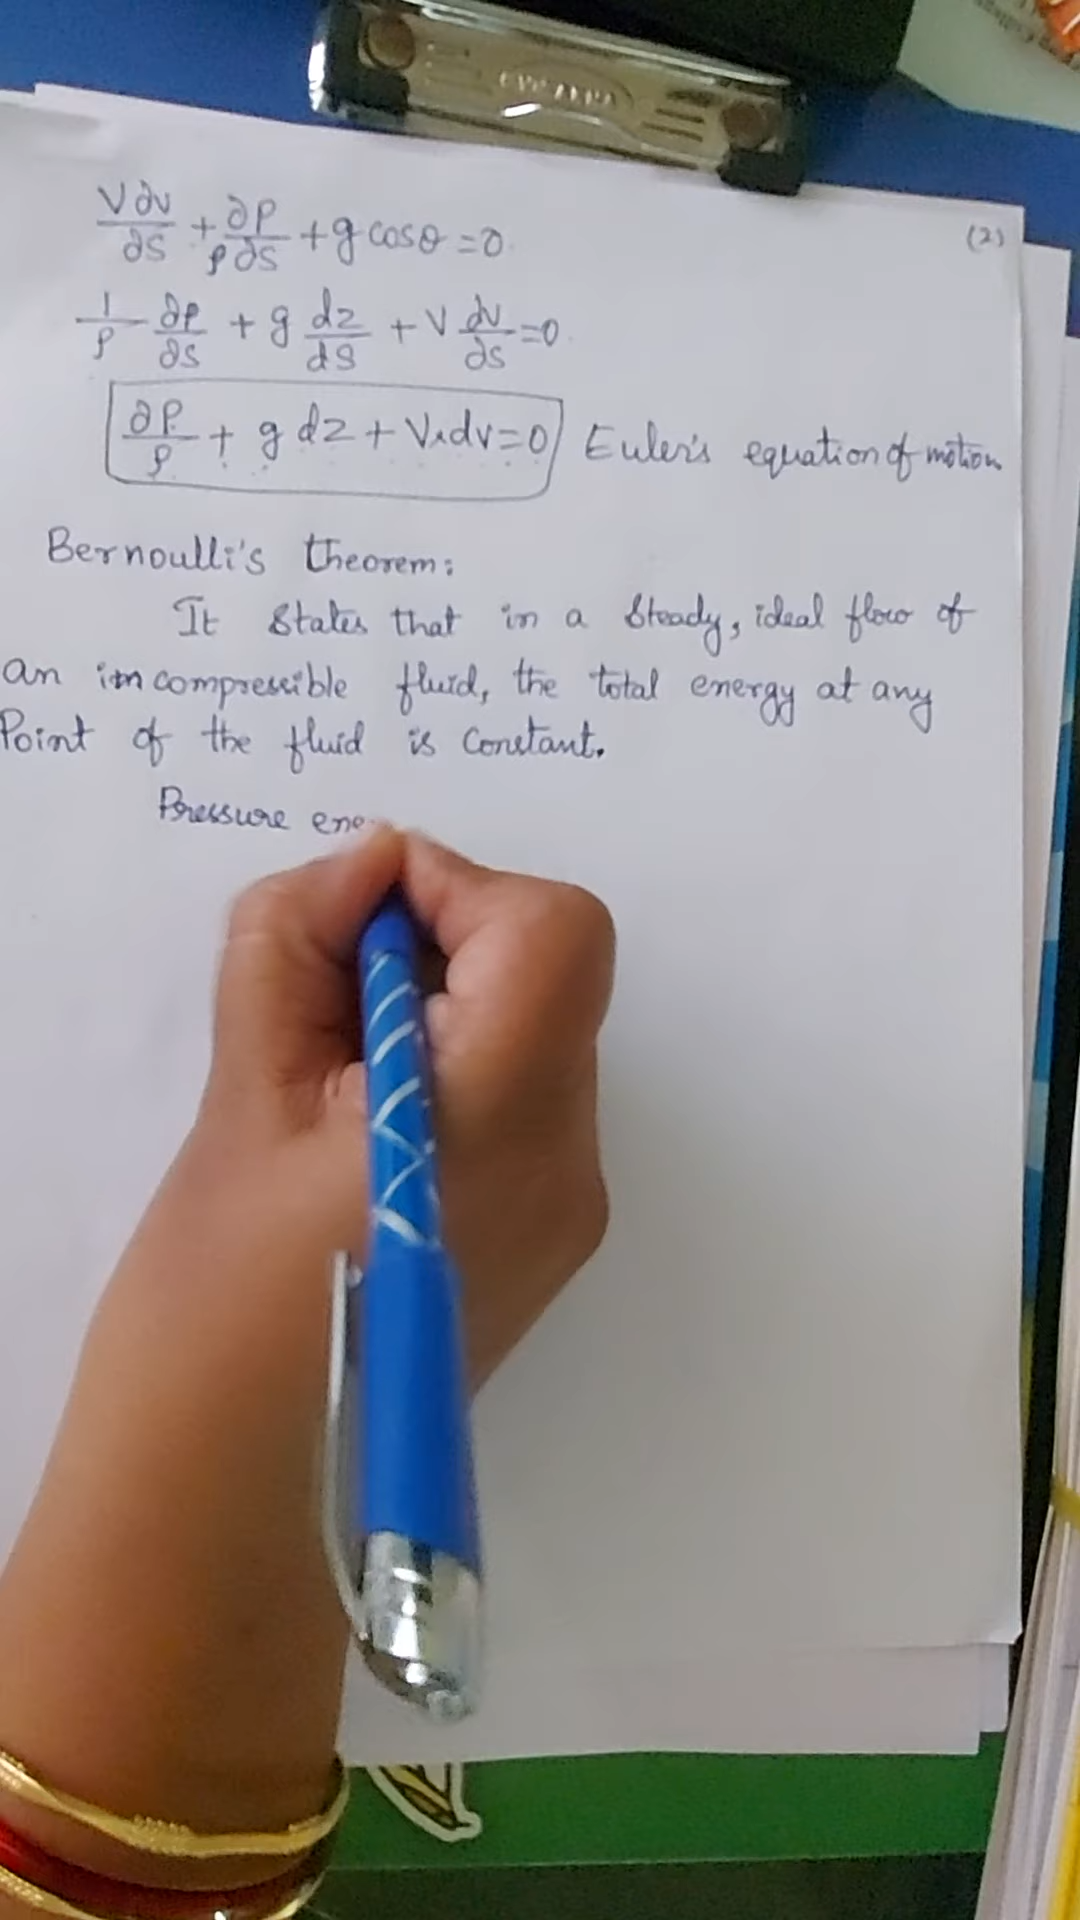 V∂v/∂s + ∂P/ρ∂s + g cosθ = 0
(2)
1/ρ ∂P/∂s + g dz/ds + V ∂v/∂s = 0
∂P/ρ + g dz + V×dv = 0 Euler's equation of motion
Bernoulli's theorem:
It states that in a steady, ideal flow of
an incompressible fluid, the total energy at any
Point of the fluid is constant.
Pressure ene